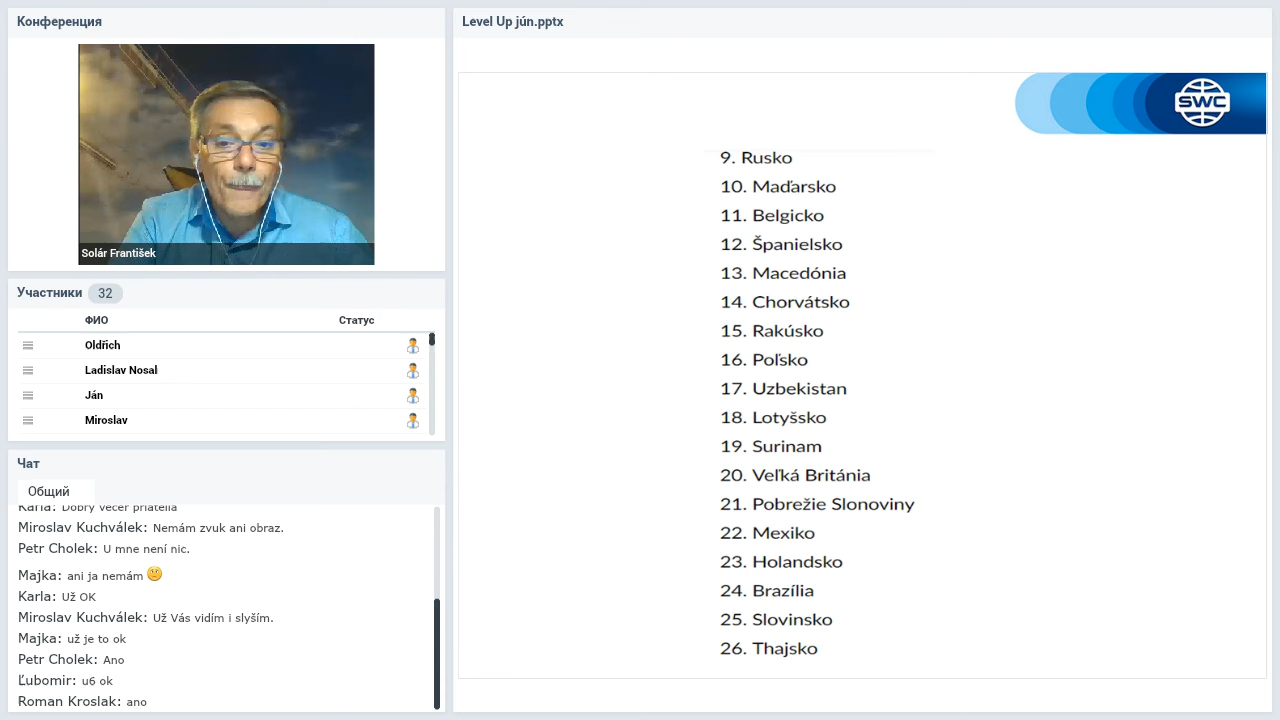 Конференция
Solár František
Участники 32
ФИО Статус
Oldřich
Ladislav Nosal
Ján
Miroslav
Чат
Общий
Karla: Dobrý večer priatelia
Miroslav Kuchválek: Nemám zvuk ani obraz.
Petr Cholek: U mne není nic.
Majka: ani ja nemám
Karla: Už OK
Miroslav Kuchválek: Už Vás vidím i slyším.
Majka: už je to ok
Petr Cholek: Ano
Ľubomir: u6 ok
Roman Kroslak: ano
Level Up jún.pptx
SWC
9. Rusko
10. Maďarsko
11. Belgicko
12. Španielsko
13. Macedónia
14. Chorvátsko
15. Rakúsko
16. Poľsko
17. Uzbekistan
18. Lotyšsko
19. Surinam
20. Veľká Británia
21. Pobrežie Slonoviny
22. Mexiko
23. Holandsko
24. Brazília
25. Slovinsko
26. Thajsko